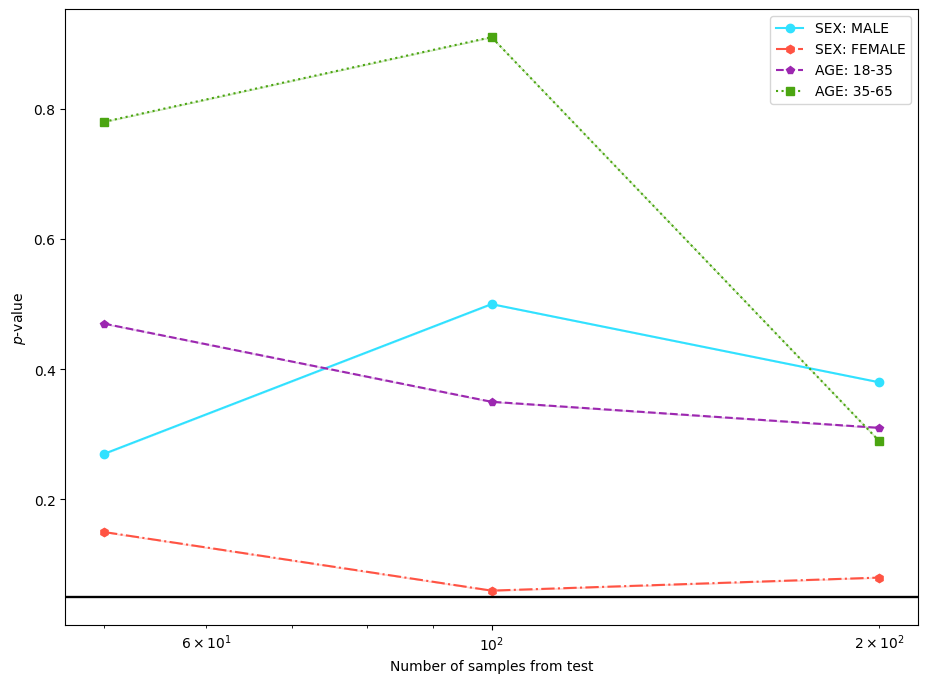 SEX: MALE
SEX: FEMALE
AGE: 18-35
AGE: 35-65
0.8
0.6
0.4
0.2
p-value
6 × 10¹
10²
2 × 10²
Number of samples from test